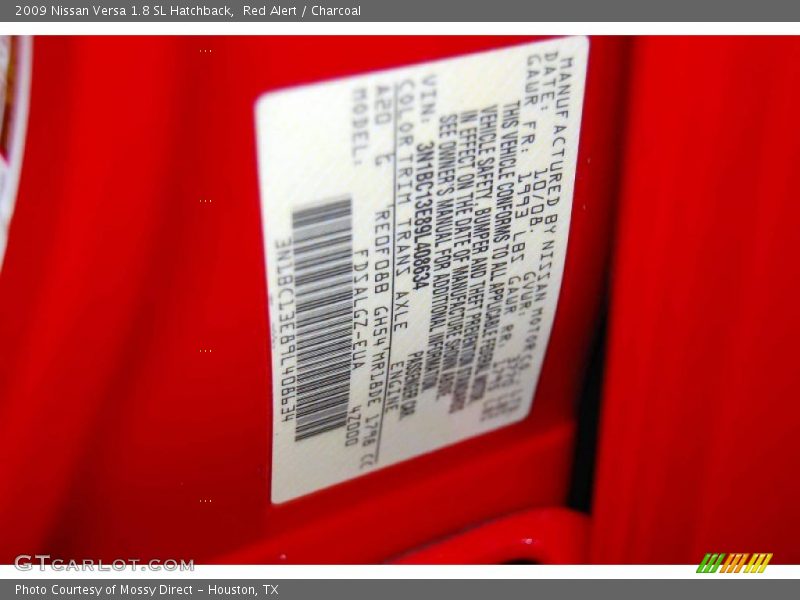 2009 Nissan Versa 1.8 SL Hatchback,  Red Alert / Charcoal
MANUFACTURED BY NISSAN MOTOR CO
DATE: 10/08 GVWR:
GAWR FR: 1993 LBS GAWR RR
THIS VEHICLE CONFORMS TO ALL APPLICABLE FEDERAL MOTOR
VEHICLE SAFETY, BUMPER AND THEFT PREVENTION
IN EFFECT ON THE DATE OF MANUFACTURE SHOWN ABOVE.
SEE OWNER'S MANUAL FOR ADDITIONAL INFORMATION
VIN: 3N1BC13E89L408634 PASSENGER CAR
COLOR TRIM TRANS AXLE ENGINE
A20 C RE0F08B GH54 MR18DE 1798 CC
MODEL: FDSALGZ-EUA 42000
3N1BC13E89L408634
GTCARLOT.COM
Photo Courtesy of Mossy Direct – Houston, TX